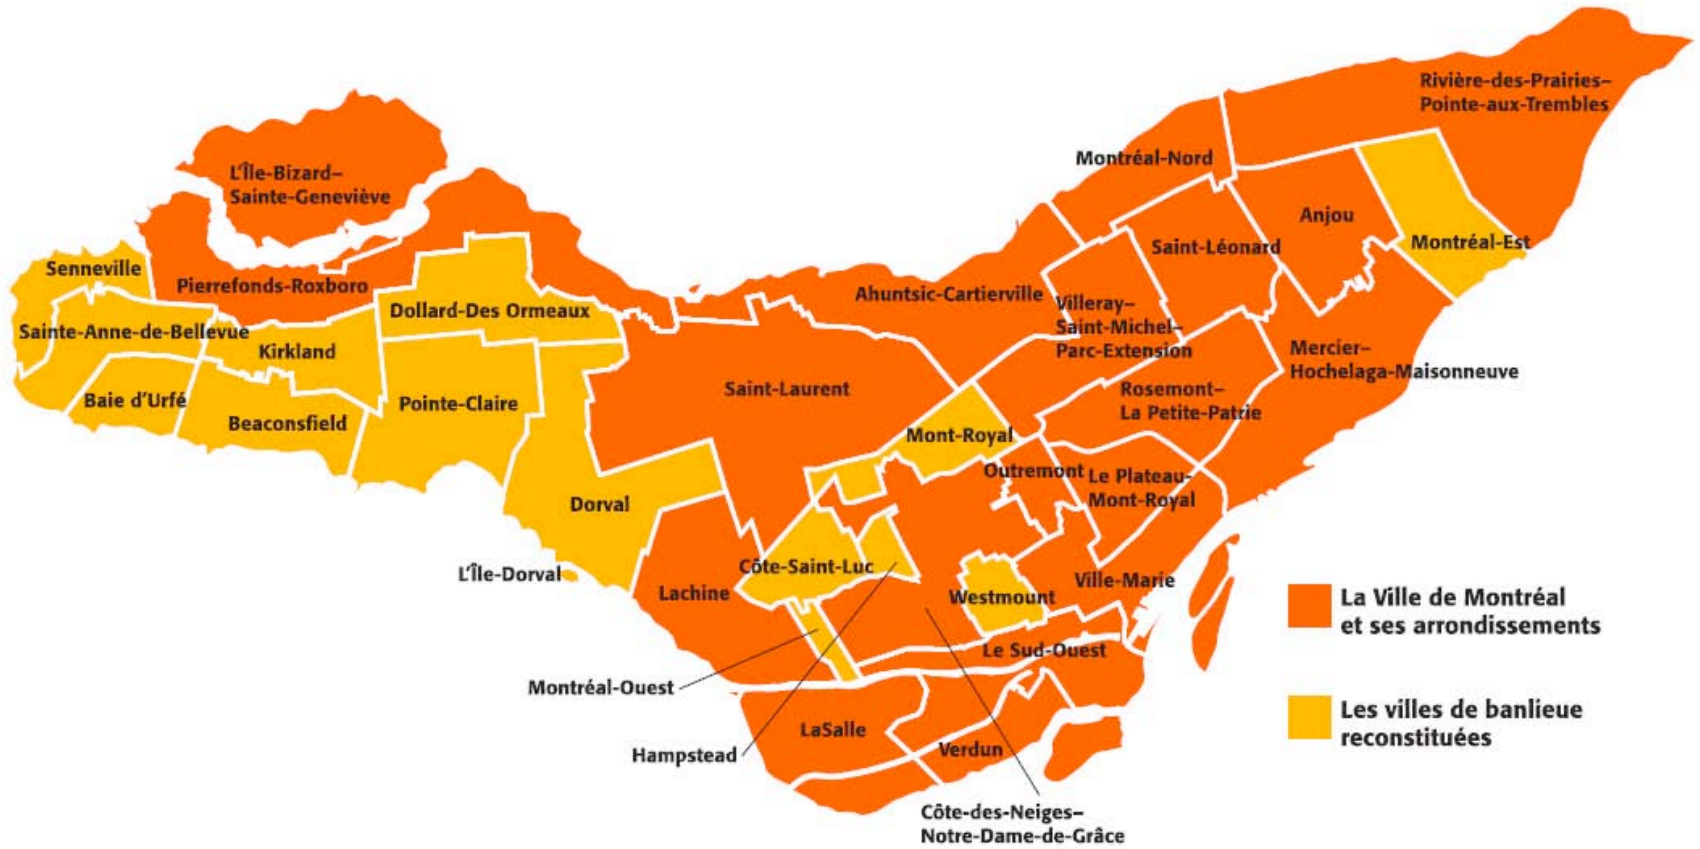 Rivière-des-Prairies–
Pointe-aux-Trembles
Montréal-Nord
L'Île-Bizard–
Sainte-Geneviève
Anjou
Montréal-Est
Saint-Léonard
Senneville
Pierrefonds-Roxboro
Ahuntsic-Cartierville
Villeray–
Saint-Michel–
Parc-Extension
Dollard-Des Ormeaux
Sainte-Anne-de-Bellevue
Kirkland
Mercier–
Hochelaga-Maisonneuve
Saint-Laurent
Rosemont–
La Petite-Patrie
Baie d'Urfé
Beaconsfield
Pointe-Claire
Mont-Royal
Outremont
Le Plateau-
Mont-Royal
Dorval
L'Île-Dorval
Côte-Saint-Luc
Lachine
Westmount
Ville-Marie
La Ville de Montréal
et ses arrondissements
Le Sud-Ouest
Montréal-Ouest
Les villes de banlieue
reconstituées
LaSalle
Hampstead
Verdun
Côte-des-Neiges–
Notre-Dame-de-Grâce